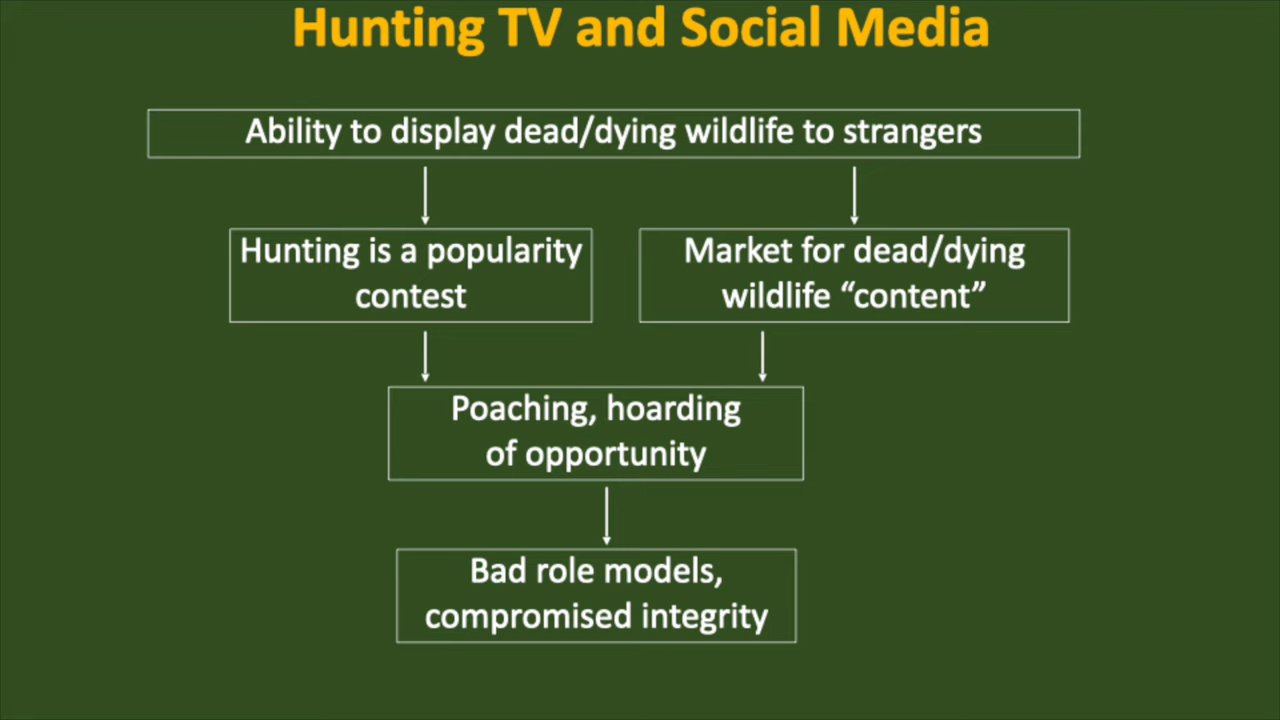 Hunting TV and Social Media
Ability to display dead/dying wildlife to strangers
Hunting is a popularity
contest
Market for dead/dying
wildlife “content”
Poaching, hoarding
of opportunity
Bad role models,
compromised integrity